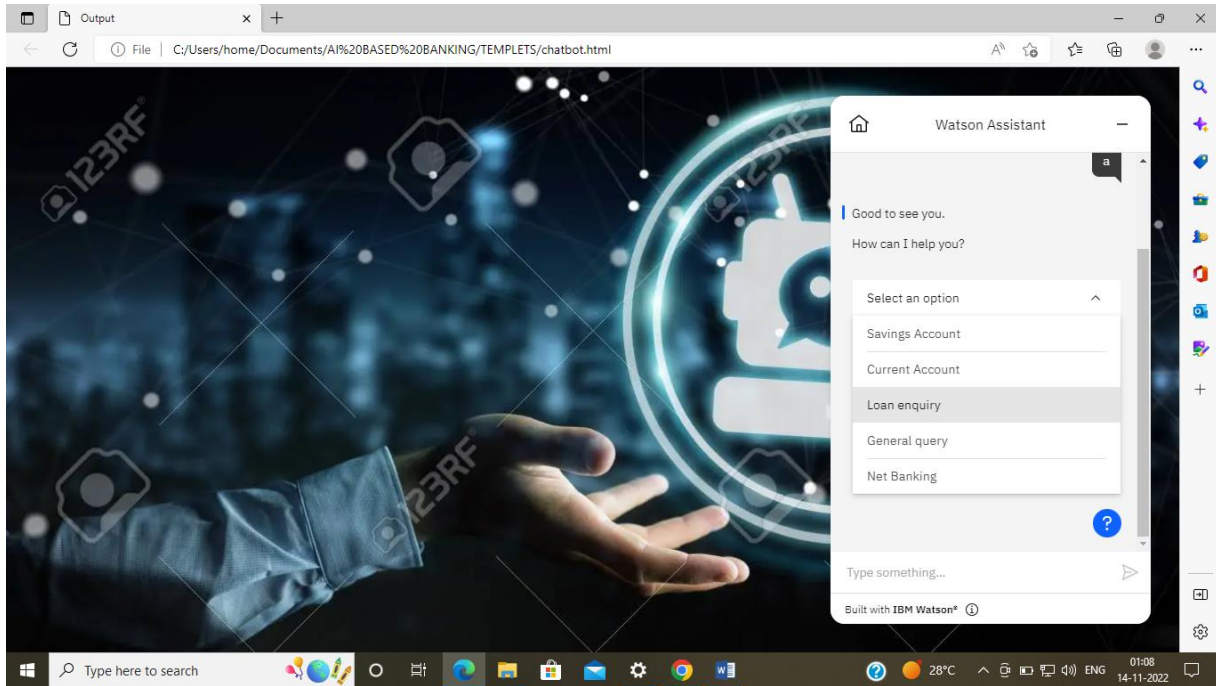 Output
File
C:/Users/home/Documents/AI%20BASED%20BANKING/TEMPLETS/chatbot.html
123RF
123RF
123RF
123RF
Watson Assistant
a
Good to see you.
How can I help you?
Select an option
Savings Account
Current Account
Loan enquiry
General query
Net Banking
?
Type something...
Built with IBM Watson®
Type here to search
28°C
ENG
01:08
14-11-2022